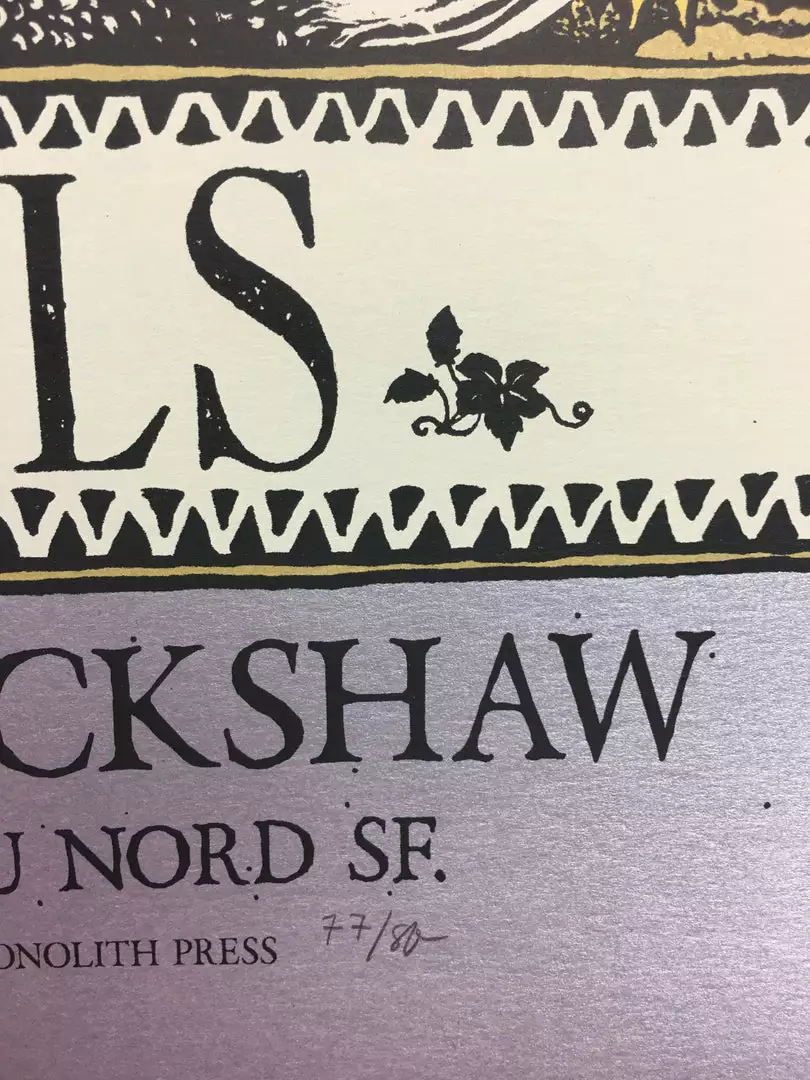 LS
CKSHAW
U NORD SF.
ONOLITH PRESS 77/80